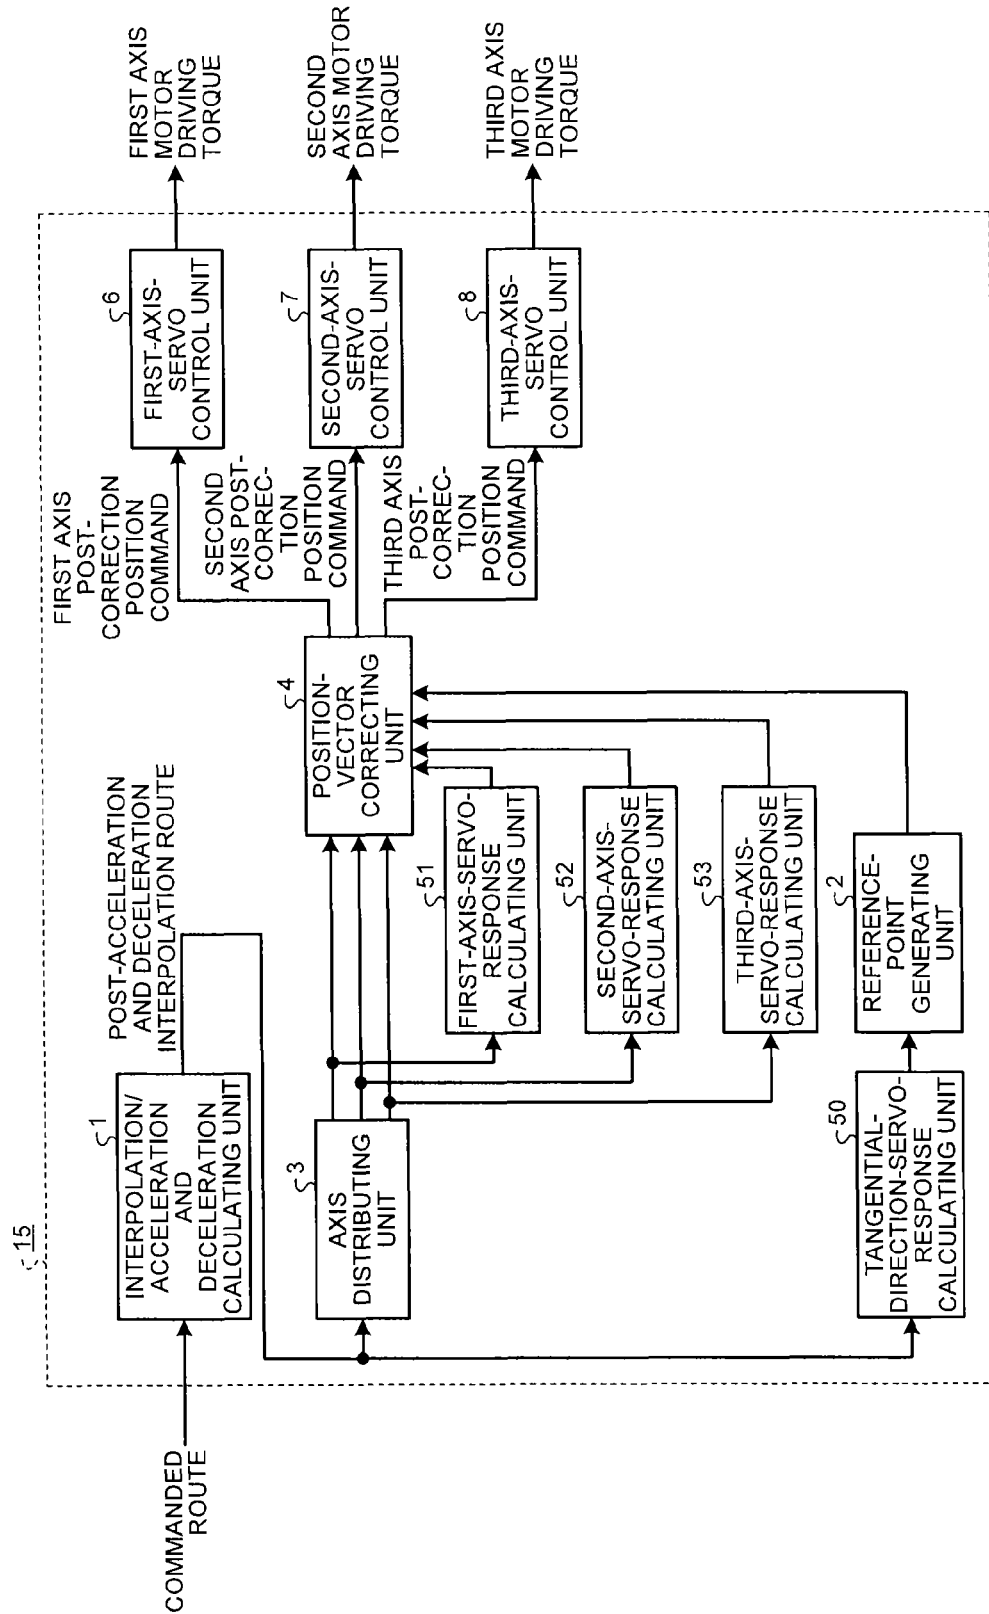 15
COMMANDED
ROUTE
1
INTERPOLATION/
ACCELERATION
AND
DECELERATION
CALCULATING UNIT
POST-ACCELERATION
AND DECELERATION
INTERPOLATION ROUTE
3
AXIS
DISTRIBUTING
UNIT
50
TANGENTIAL-
DIRECTION-SERVO-
RESPONSE
CALCULATING UNIT
2
REFERENCE-
POINT
GENERATING
UNIT
51
FIRST-AXIS-SERVO-
RESPONSE
CALCULATING UNIT
52
SECOND-AXIS-
SERVO-RESPONSE
CALCULATING UNIT
53
THIRD-AXIS-
SERVO-RESPONSE
CALCULATING UNIT
4
POSITION-
VECTOR
CORRECTING
UNIT
FIRST AXIS
POST-
CORRECTION
POSITION
COMMAND
SECOND
AXIS POST-
CORREC-
TION
POSITION
COMMAND
THIRD AXIS
POST-
CORREC-
TION
POSITION
COMMAND
6
FIRST-AXIS-
SERVO
CONTROL UNIT
7
SECOND-AXIS-
SERVO
CONTROL UNIT
8
THIRD-AXIS-
SERVO
CONTROL UNIT
FIRST AXIS
MOTOR
DRIVING
TORQUE
SECOND
AXIS MOTOR
DRIVING
TORQUE
THIRD AXIS
MOTOR
DRIVING
TORQUE